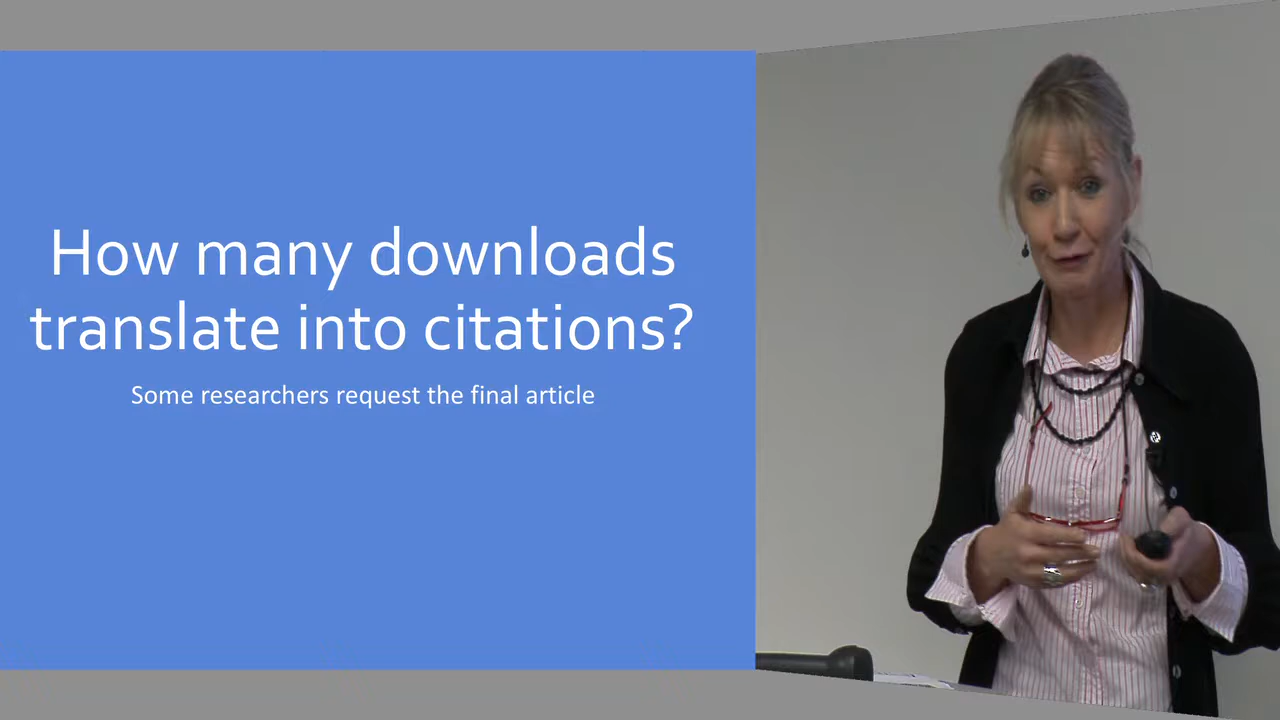 How many downloads
translate into citations?
Some researchers request the final article